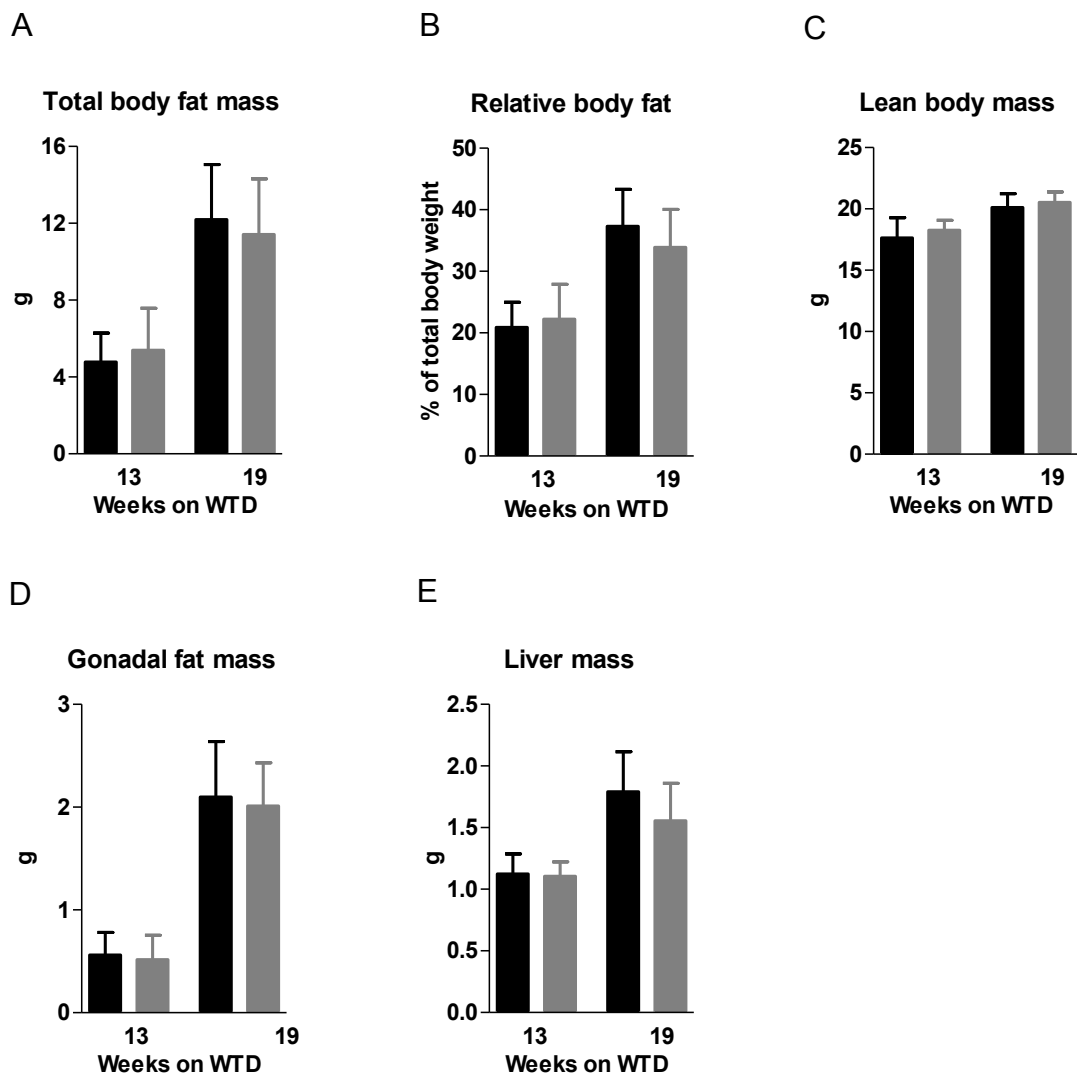 A
B
C
Total body fat mass
Relative body fat
Lean body mass
16
12
8
4
0
g
13 19
Weeks on WTD
50
40
30
20
10
0
% of total body weight
13 19
Weeks on WTD
25
20
15
10
5
0
g
13 19
Weeks on WTD
D
E
Gonadal fat mass
Liver mass
3
2
1
0
g
13 19
Weeks on WTD
2.5
2.0
1.5
1.0
0.5
0.0
g
13 19
Weeks on WTD